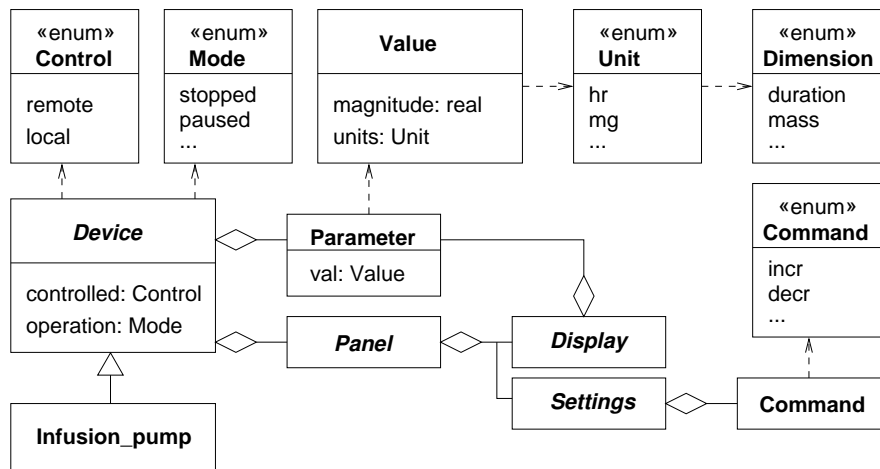 «enum»
Control
remote
local
«enum»
Mode
stopped
paused
...
Value
magnitude: real
units: Unit
«enum»
Unit
hr
mg
...
«enum»
Dimension
duration
mass
...
Device
controlled: Control
operation: Mode
Parameter
val: Value
«enum»
Command
incr
decr
...
Panel
Display
Settings
Command
Infusion_pump